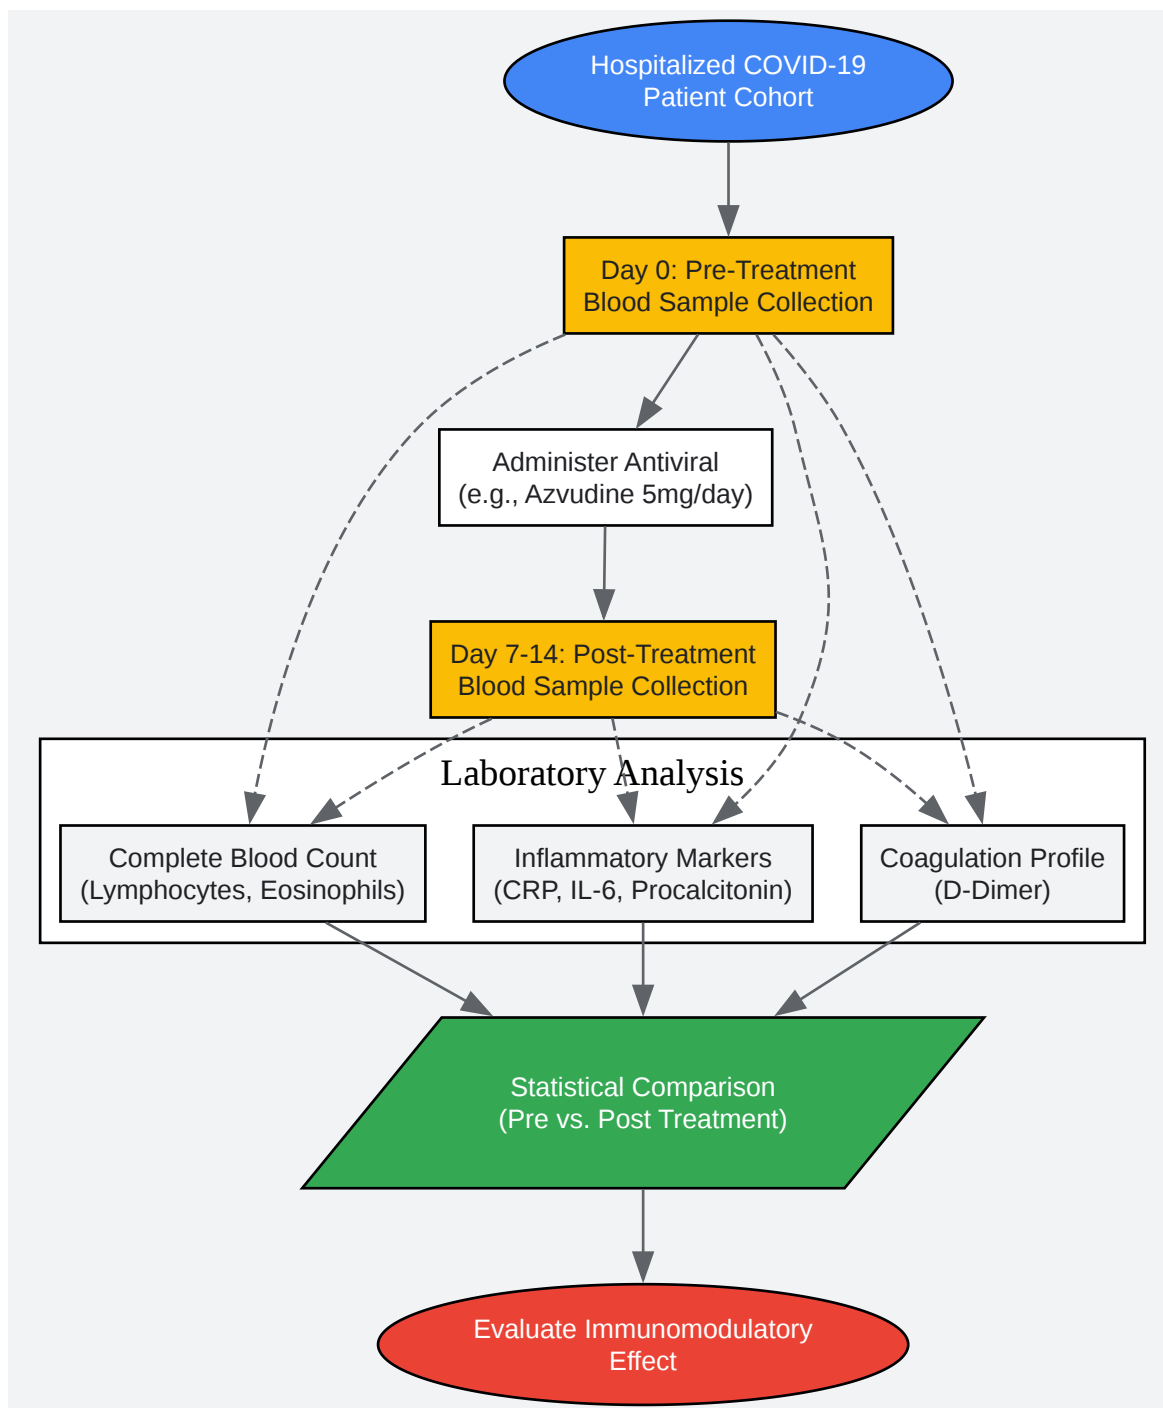 Hospitalized COVID-19
Patient Cohort
Day 0: Pre-Treatment
Blood Sample Collection
Administer Antiviral
(e.g., Azvudine 5mg/day)
Day 7-14: Post-Treatment
Blood Sample Collection
Laboratory Analysis
Complete Blood Count
(Lymphocytes, Eosinophils)
Inflammatory Markers
(CRP, IL-6, Procalcitonin)
Coagulation Profile
(D-Dimer)
Statistical Comparison
(Pre vs. Post Treatment)
Evaluate Immunomodulatory
Effect